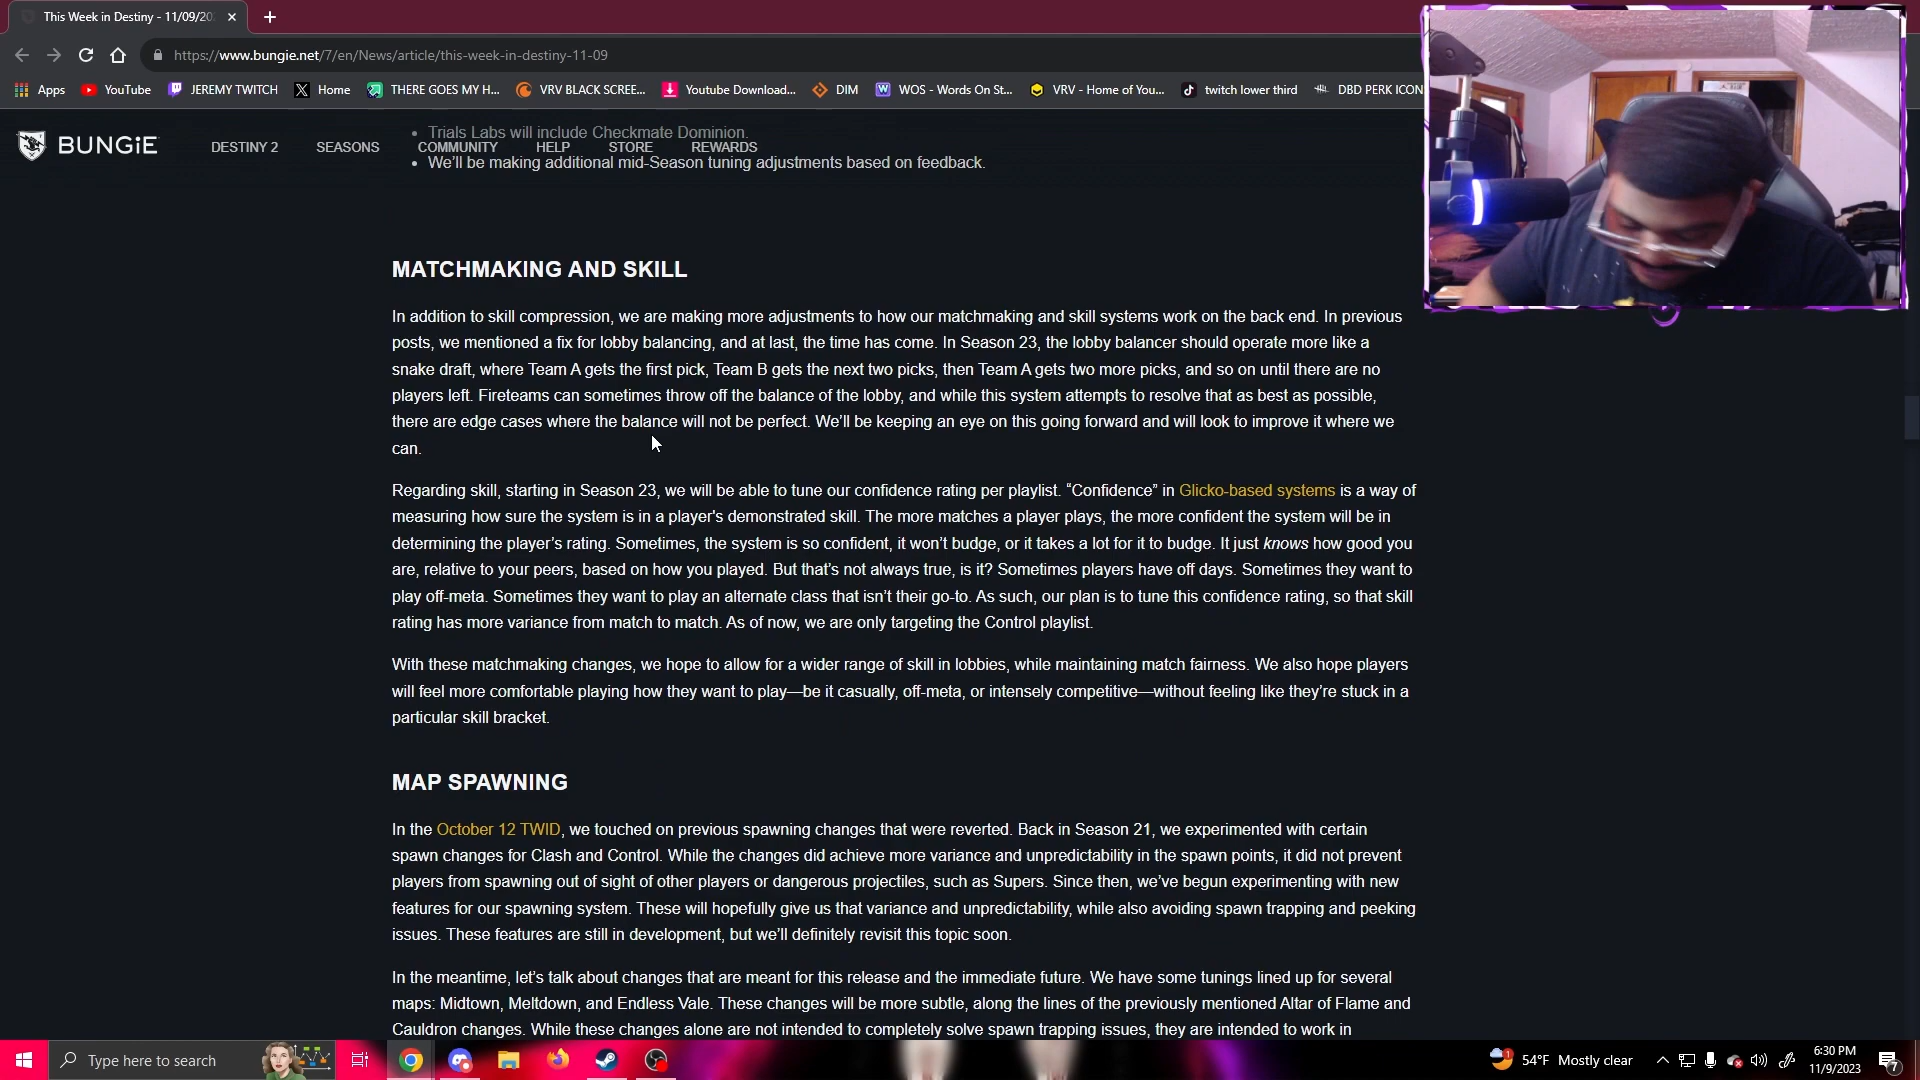 This Week in Destiny - 11/09/20
https://www.bungie.net/7/en/News/article/this-week-in-destiny-11-09
Apps YouTube JEREMY TWITCH Home THERE GOES MY H... VRV BLACK SCREE... Youtube Download... DIM WOS - Words On St... VRV - Home of You... twitch lower third DBD PERK ICON
Trials Labs will include Checkmate Dominion.
BUNGiE DESTINY 2 SEASONS COMMUNITY HELP STORE REWARDS
We'll be making additional mid-Season tuning adjustments based on feedback.
MATCHMAKING AND SKILL
In addition to skill compression, we are making more adjustments to how our matchmaking and skill systems work on the back end. In previous
posts, we mentioned a fix for lobby balancing, and at last, the time has come. In Season 23, the lobby balancer should operate more like a
snake draft, where Team A gets the first pick, Team B gets the next two picks, then Team A gets two more picks, and so on until there are no
players left. Fireteams can sometimes throw off the balance of the lobby, and while this system attempts to resolve that as best as possible,
there are edge cases where the balance will not be perfect. We'll be keeping an eye on this going forward and will look to improve it where we
can.
Regarding skill, starting in Season 23, we will be able to tune our confidence rating per playlist. “Confidence” in Glicko-based systems is a way of
measuring how sure the system is in a player's demonstrated skill. The more matches a player plays, the more confident the system will be in
determining the player’s rating. Sometimes, the system is so confident, it won’t budge, or it takes a lot for it to budge. It just knows how good you
are, relative to your peers, based on how you played. But that’s not always true, is it? Sometimes players have off days. Sometimes they want to
play off-meta. Sometimes they want to play an alternate class that isn’t their go-to. As such, our plan is to tune this confidence rating, so that skill
rating has more variance from match to match. As of now, we are only targeting the Control playlist.
With these matchmaking changes, we hope to allow for a wider range of skill in lobbies, while maintaining match fairness. We also hope players
will feel more comfortable playing how they want to play—be it casually, off-meta, or intensely competitive—without feeling like they’re stuck in a
particular skill bracket.
MAP SPAWNING
In the October 12 TWID, we touched on previous spawning changes that were reverted. Back in Season 21, we experimented with certain
spawn changes for Clash and Control. While the changes did achieve more variance and unpredictability in the spawn points, it did not prevent
players from spawning out of sight of other players or dangerous projectiles, such as Supers. Since then, we’ve begun experimenting with new
features for our spawning system. These will hopefully give us that variance and unpredictability, while also avoiding spawn trapping and peeking
issues. These features are still in development, but we’ll definitely revisit this topic soon.
In the meantime, let’s talk about changes that are meant for this release and the immediate future. We have some tunings lined up for several
maps: Midtown, Meltdown, and Endless Vale. These changes will be more subtle, along the lines of the previously mentioned Altar of Flame and
Cauldron changes. While these changes alone are not intended to completely solve spawn trapping issues, they are intended to work in
Type here to search
54°F Mostly clear
6:30 PM
11/9/2023
7